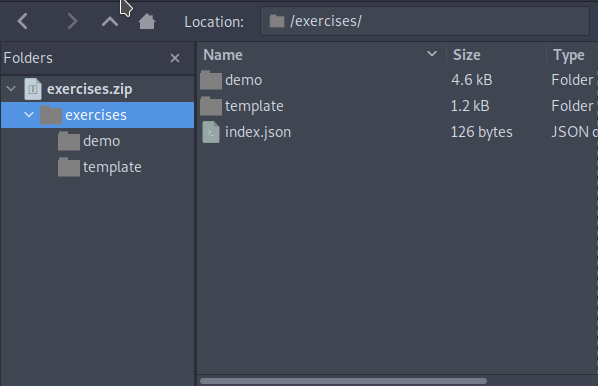 Location: /exercises/
Folders
Name Size Type
exercises.zip
exercises
demo
template
demo 4.6 kB Folder
template 1.2 kB Folder
index.json 126 bytes JSON d